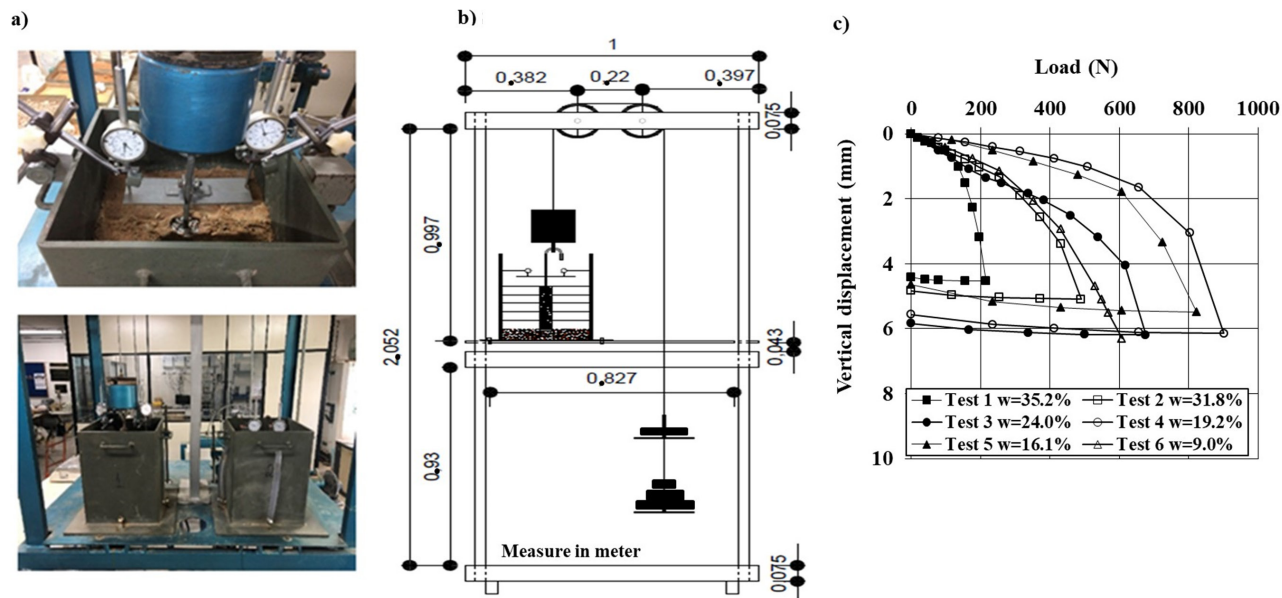 a)
b)
c)
1
0,382
0,22
0,397
0,075
0,997
2,052
0,043
0,827
0,93
Measure in meter
0,075
Load (N)
0 200 400 600 800 1000
Vertical displacement (mm)
0
2
4
6
8
10
Test 1 w=35.2% Test 2 w=31.8%
Test 3 w=24.0% Test 4 w=19.2%
Test 5 w=16.1% Test 6 w=9.0%